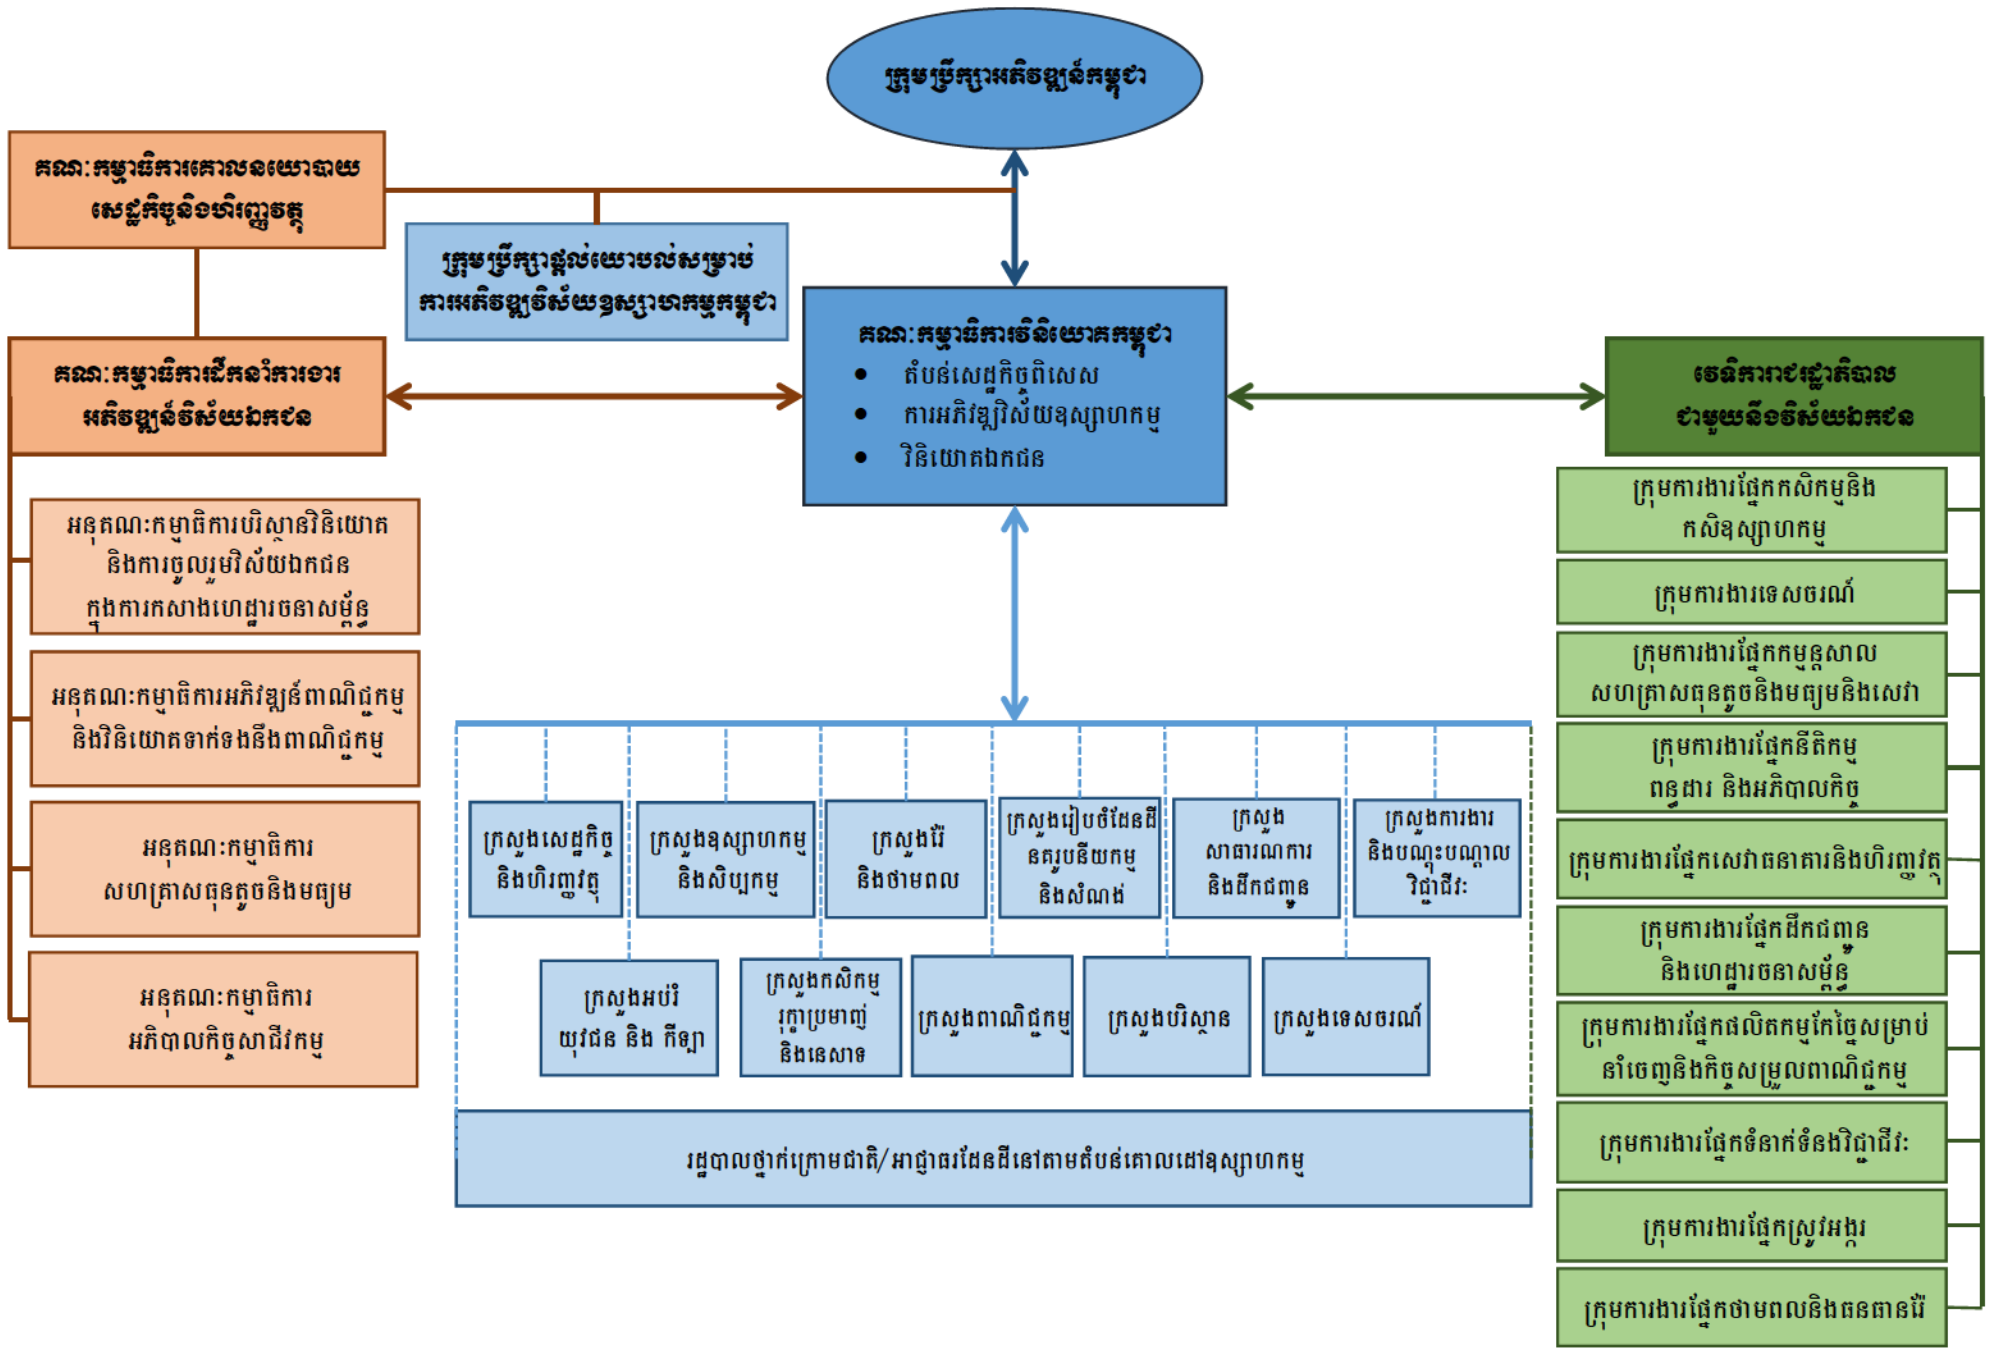 ក្រុមប្រឹក្សាអភិវឌ្ឍន៍កម្ពុជា
គណៈកម្មាធិការគោលនយោបាយ
សេដ្ឋកិច្ចនិងហិរញ្ញវត្ថុ
ក្រុមប្រឹក្សាផ្តល់យោបល់សម្រាប់
ការអភិវឌ្ឍវិស័យឧស្សាហកម្មកម្ពុជា
គណៈកម្មាធិការវិនិយោគកម្ពុជា
● តំបន់សេដ្ឋកិច្ចពិសេស
● ការអភិវឌ្ឍវិស័យឧស្សាហកម្ម
● វិនិយោគឯកជន
គណៈកម្មាធិការដឹកនាំការងារ
អភិវឌ្ឍន៍វិស័យឯកជន
វេទិការាជរដ្ឋាភិបាល
ជាមួយនឹងវិស័យឯកជន
អនុគណៈកម្មាធិការបរិស្ថានវិនិយោគ
និងការចូលរួមវិស័យឯកជន
ក្នុងការកសាងហេដ្ឋារចនាសម្ព័ន្ធ
អនុគណៈកម្មាធិការអភិវឌ្ឍន៍ពាណិជ្ជកម្ម
និងវិនិយោគទាក់ទងនឹងពាណិជ្ជកម្ម
អនុគណៈកម្មាធិការ
សហគ្រាសធុនតូចនិងមធ្យម
អនុគណៈកម្មាធិការ
អភិបាលកិច្ចសាជីវកម្ម
ក្រសួងសេដ្ឋកិច្ច
និងហិរញ្ញវត្ថុ
ក្រសួងឧស្សាហកម្ម
និងសិប្បកម្ម
ក្រសួងរ៉ែ
និងថាមពល
ក្រសួងរៀបចំដែនដី
នគរូបនីយកម្ម
និងសំណង់
ក្រសួង
សាធារណការ
និងដឹកជញ្ជូន
ក្រសួងការងារ
និងបណ្តុះបណ្តាល
វិជ្ជាជីវៈ
ក្រសួងអប់រំ
យុវជន និង កីឡា
ក្រសួងកសិកម្ម
រុក្ខាប្រមាញ់
និងនេសាទ
ក្រសួងពាណិជ្ជកម្ម
ក្រសួងបរិស្ថាន
ក្រសួងទេសចរណ៍
រដ្ឋបាលថ្នាក់ក្រោមជាតិ/អាជ្ញាធរដែនដីនៅតាមតំបន់គោលដៅឧស្សាហកម្ម
ក្រុមការងារផ្នែកកសិកម្មនិង
កសិឧស្សាហកម្ម
ក្រុមការងារទេសចរណ៍
ក្រុមការងារផ្នែកកម្មន្តសាល
សហគ្រាសធុនតូចនិងមធ្យមនិងសេវា
ក្រុមការងារផ្នែកនីតិកម្ម
ពន្ធដារ និងអភិបាលកិច្ច
ក្រុមការងារផ្នែកសេវាធនាគារនិងហិរញ្ញវត្ថុ
ក្រុមការងារផ្នែកដឹកជញ្ជូន
និងហេដ្ឋារចនាសម្ព័ន្ធ
ក្រុមការងារផ្នែកផលិតកម្មកែច្នៃសម្រាប់
នាំចេញនិងកិច្ចសម្រួលពាណិជ្ជកម្ម
ក្រុមការងារផ្នែកទំនាក់ទំនងវិជ្ជាជីវៈ
ក្រុមការងារផ្នែកស្រូវអង្ករ
ក្រុមការងារផ្នែកថាមពលនិងធនធានរ៉ែ